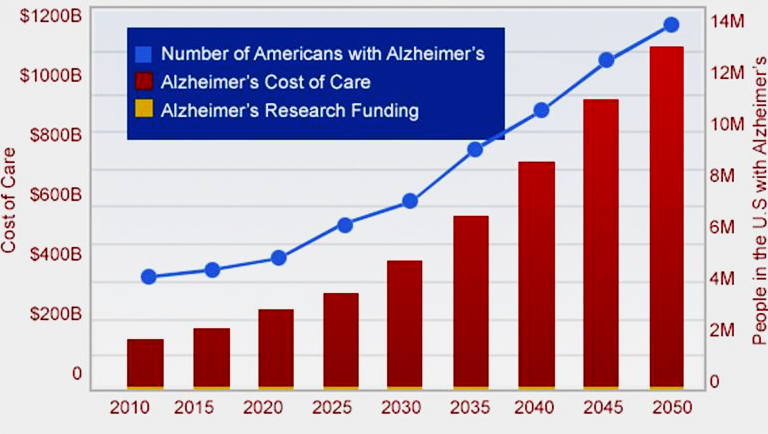 $1200B
$1000B
$800B
$600B
$400B
$200B
0
Cost of Care
Number of Americans with Alzheimer's
Alzheimer's Cost of Care
Alzheimer's Research Funding
14M
12M
10M
8M
6M
4M
2M
0
People in the U.S with Alzheimer's
2010 2015 2020 2025 2030 2035 2040 2045 2050